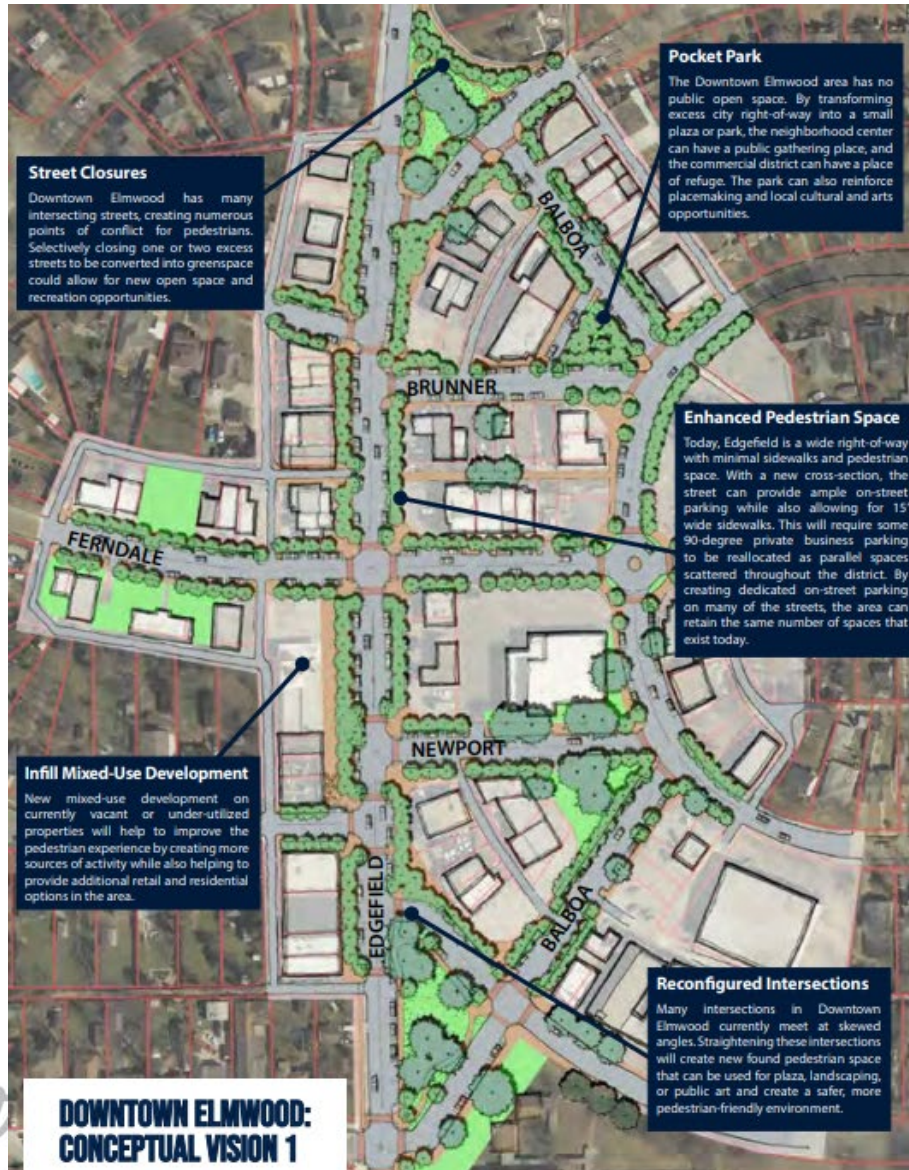 Pocket Park
The Downtown Elmwood area has no
public open space. By transforming
excess city right-of-way into a small
plaza or park, the neighborhood center
can have a public gathering place, and
the commercial district can have a place
of refuge. The park can also reinforce
placemaking and local cultural and arts
opportunities.
Street Closures
Downtown Elmwood has many
intersecting streets, creating numerous
points of conflict for pedestrians.
Selectively closing one or two excess
streets to be converted into greenspace
could allow for new open space and
recreation opportunities.
BALBOA
BRUNNER
Enhanced Pedestrian Space
Today, Edgefield is a wide right-of-way
with minimal sidewalks and pedestrian
space. With a new cross-section, the
street can provide ample on-street
parking while also allowing for 15'
wide sidewalks. This will require some
90-degree private business parking
to be reallocated as parallel spaces
scattered throughout the district. By
creating dedicated on-street parking
on many of the streets, the area can
retain the same number of spaces that
exist today.
FERNDALE
NEWPORT
Infill Mixed-Use Development
New mixed-use development on
currently vacant or under-utilized
properties will help to improve the
pedestrian experience by creating more
sources of activity while also helping to
provide additional retail and residential
options in the area.
EDGEFIELD
BALBOA
Reconfigured Intersections
Many intersections in Downtown
Elmwood currently meet at skewed
angles. Straightening these intersections
will create new found pedestrian space
that can be used for plaza, landscaping,
or public art and create a safer, more
pedestrian-friendly environment.
DOWNTOWN ELMWOOD:
CONCEPTUAL VISION 1